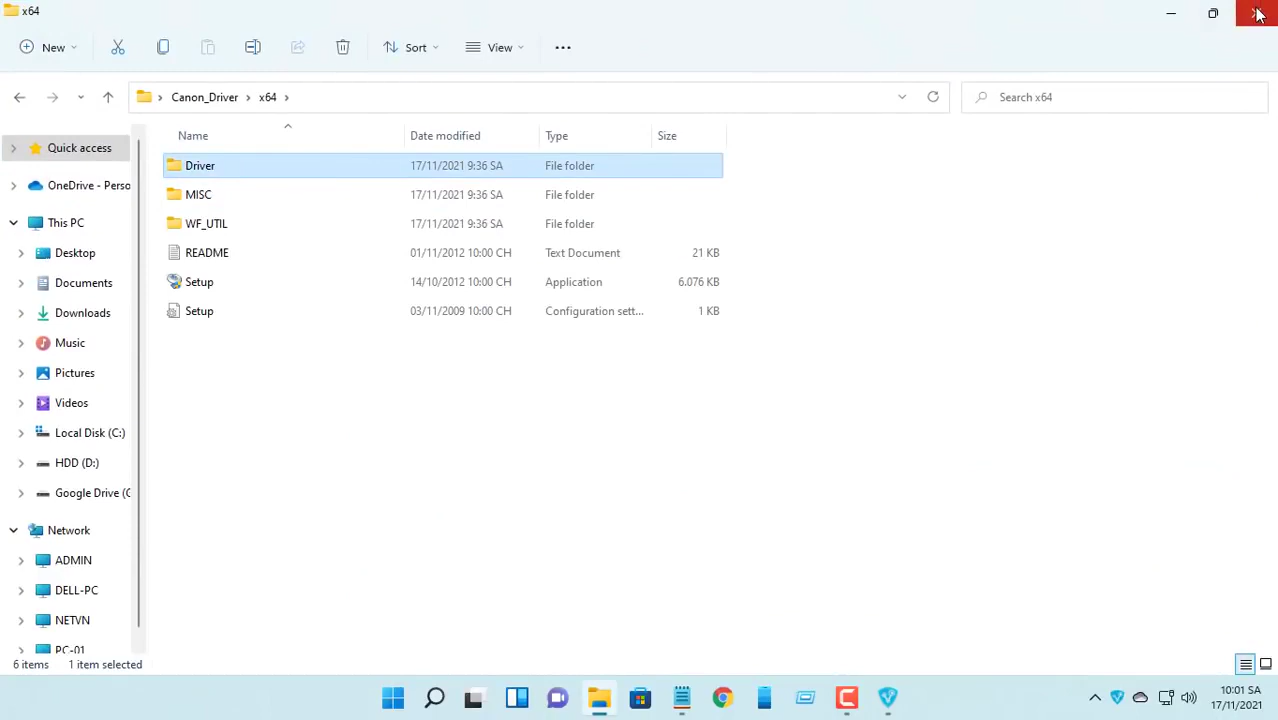 x64
New Sort View
Canon_Driver x64 Search x64
Name Date modified Type Size
Quick access
OneDrive - Perso
This PC
Desktop
Documents
Downloads
Music
Pictures
Videos
Local Disk (C:)
HDD (D:)
Google Drive (G
Network
ADMIN
DELL-PC
NETVN
PC-01
Driver 17/11/2021 9:36 SA File folder
MISC 17/11/2021 9:36 SA File folder
WF_UTIL 17/11/2021 9:36 SA File folder
README 01/11/2012 10:00 CH Text Document 21 KB
Setup 14/10/2012 10:00 CH Application 6.076 KB
Setup 03/11/2009 10:00 CH Configuration sett... 1 KB
6 items 1 item selected
10:01 SA
17/11/2021